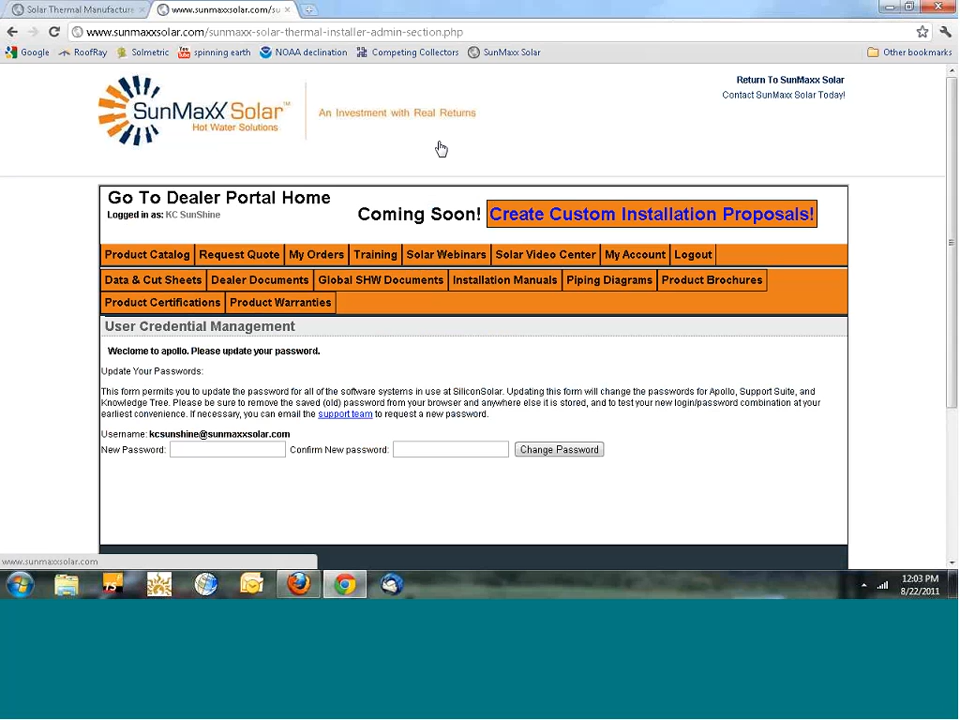 Solar Thermal Manufacture
www.sunmaxxsolar.com/su
www.sunmaxxsolar.com/sunmaxx-solar-thermal-installer-admin-section.php
Google RoofRay Solmetric spinning earth NOAA declination Competing Collectors SunMaxx Solar Other bookmarks
SunMaxx Solar™
Hot Water Solutions
An Investment with Real Returns
Return To SunMaxx Solar
Contact SunMaxx Solar Today!
Go To Dealer Portal Home
Logged in as: KC SunShine
Coming Soon! Create Custom Installation Proposals!
Product Catalog Request Quote My Orders Training Solar Webinars Solar Video Center My Account Logout
Data & Cut Sheets Dealer Documents Global SHW Documents Installation Manuals Piping Diagrams Product Brochures
Product Certifications Product Warranties
User Credential Management
Weclome to apollo. Please update your password.
Update Your Passwords:
This form permits you to update the password for all of the software systems in use at SiliconSolar. Updating this form will change the passwords for Apollo, Support Suite, and
Knowledge Tree. Please be sure to remove the saved (old) password from your browser and anywhere else it is stored, and to test your new login/password combination at your
earliest convenience. If necessary, you can email the support team to request a new password.
Username: kcsunshine@sunmaxxsolar.com
New Password: Confirm New password: Change Password
www.sunmaxxsolar.com
12:03 PM
8/22/2011